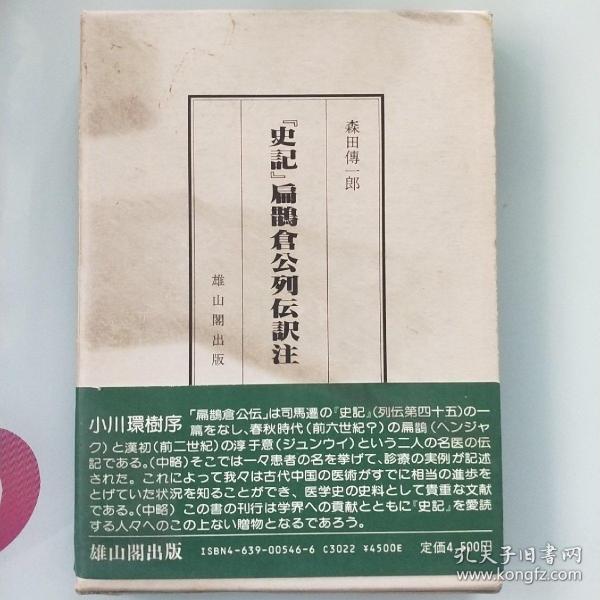 森田傳一郎
『史記』扁鵲倉公列伝訳注
雄山閣出版
小川環樹序
「扁鵲倉公伝」は司馬遷の『史記』(列伝第四十五)の一
篇をなし、春秋時代(前六世紀?)の扁鵲(ヘンジャ
ク)と漢初(前二世紀)の淳于意(ジュンウイ)という二人の名医の伝
記である。(中略)そこでは一々患者の名を挙げて、診療の実例が記述
された。これによって我々は古代中国の医術がすでに相当の進歩を
とげていた状況を知ることができ、医学史の史料として貴重な文献
である。(中略)この書の刊行は学界への貢献とともに『史記』を愛読
する人々へのこの上ない贈物となるであろう。
雄山閣出版
ISBN4-639-00546-6 C3022 ¥4500E
定価4,500円
孔夫子旧书网
www.kongfz.com